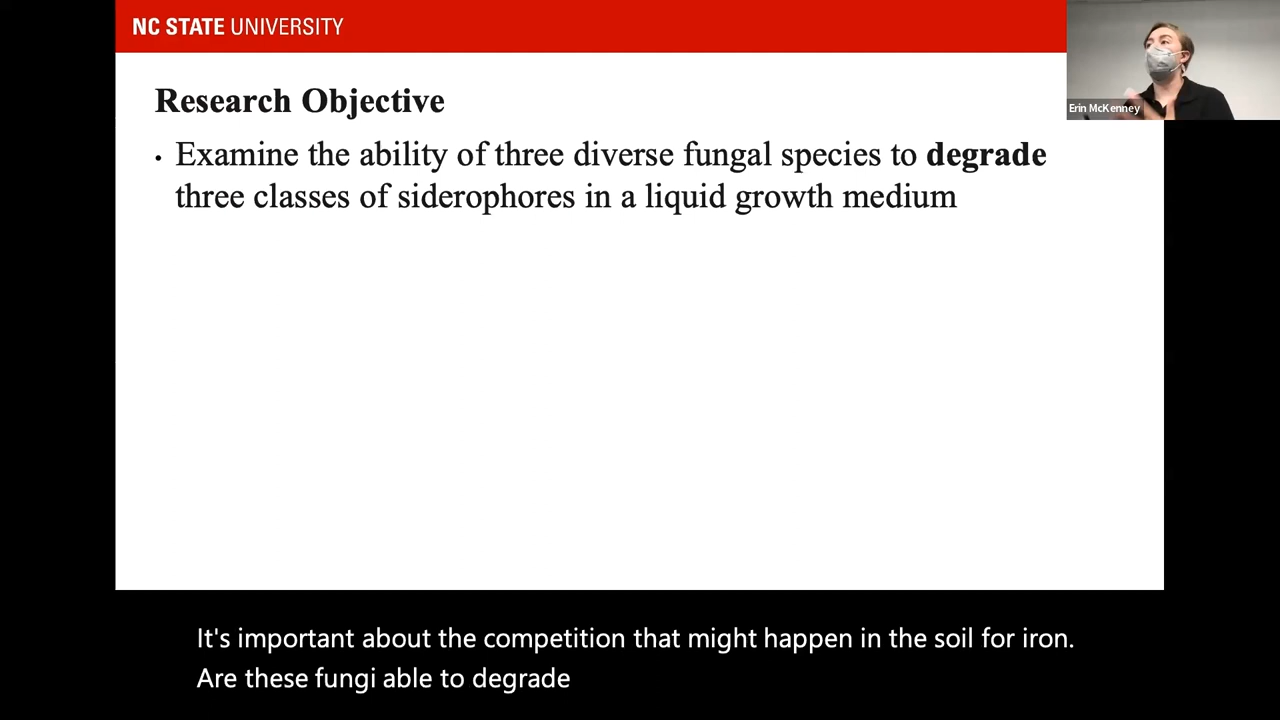 NC STATE UNIVERSITY
Erin McKenney
Research Objective
• Examine the ability of three diverse fungal species to degrade
three classes of siderophores in a liquid growth medium
It's important about the competition that might happen in the soil for iron.
Are these fungi able to degrade